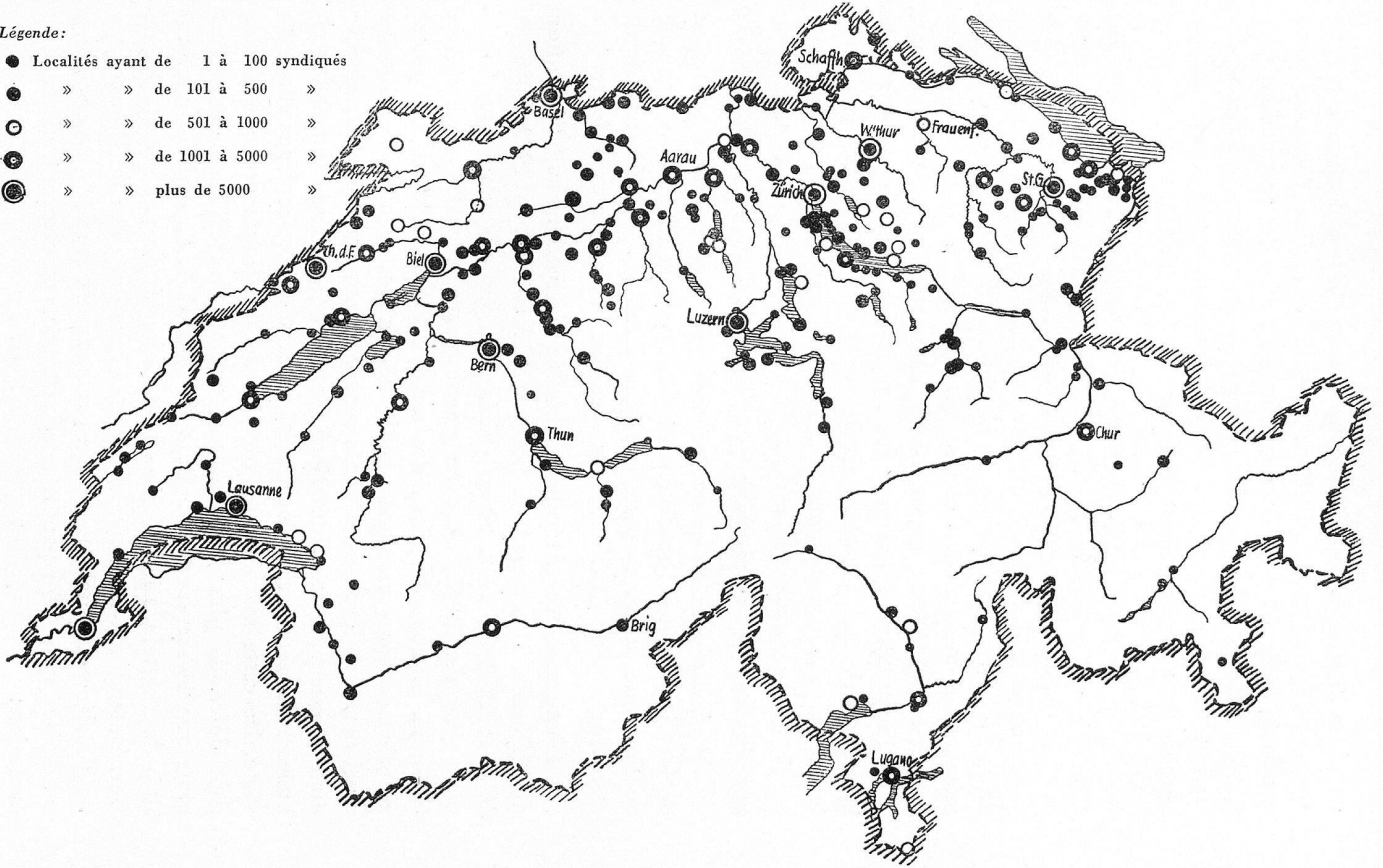 Légende:
Localités ayant de 1 à 100 syndiqués
» » de 101 à 500 »
» » de 501 à 1000 »
» » de 1001 à 5000 »
» » plus de 5000 »
Schaffh.
Basel
W'thur
Frauenf.
Aarau
Zürich
St.G.
Ch.d.F.
Biel
Luzern
Bern
Thun
Chur
Lausanne
Brig
Lugano